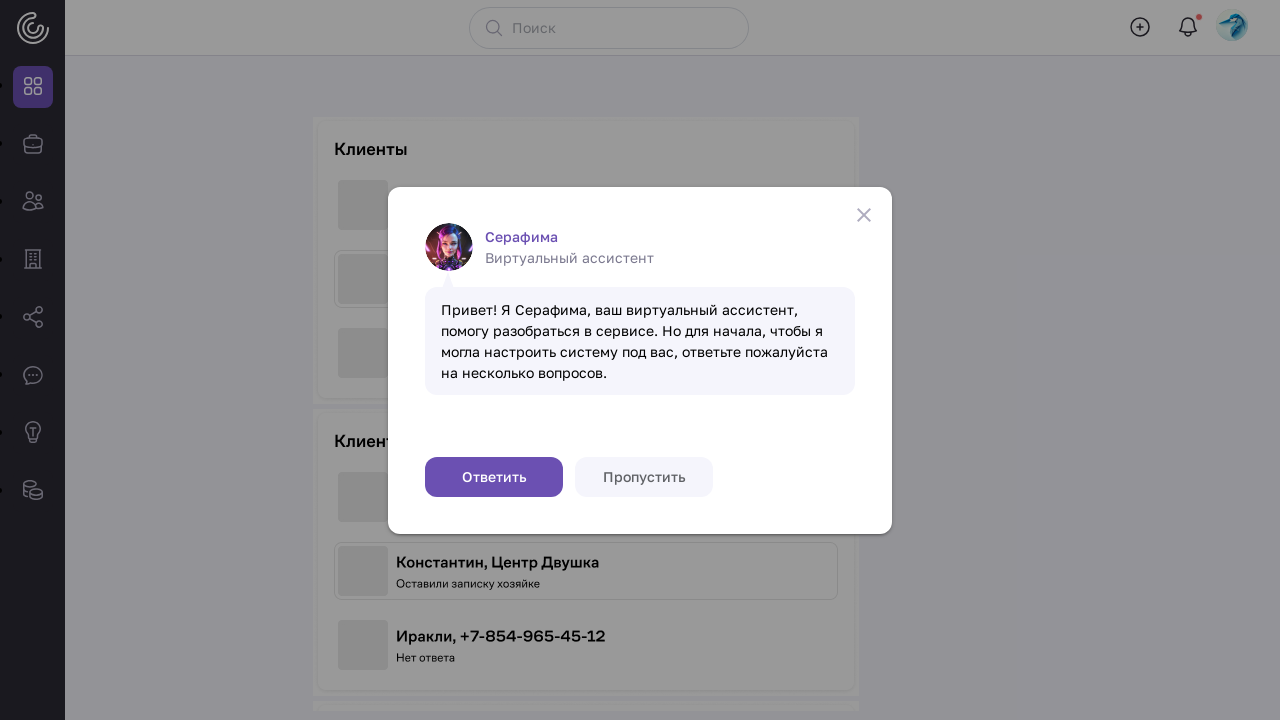 Поиск
Клиенты
Серафима
Виртуальный ассистент
Привет! Я Серафима, ваш виртуальный ассистент,
помогу разобраться в сервисе. Но для начала, чтобы я
могла настроить систему под вас, ответьте пожалуйста
на несколько вопросов.
Ответить
Пропустить
Константин, Центр Двушка
Оставили записку хозяйке
Иракли, +7-854-965-45-12
Нет ответа